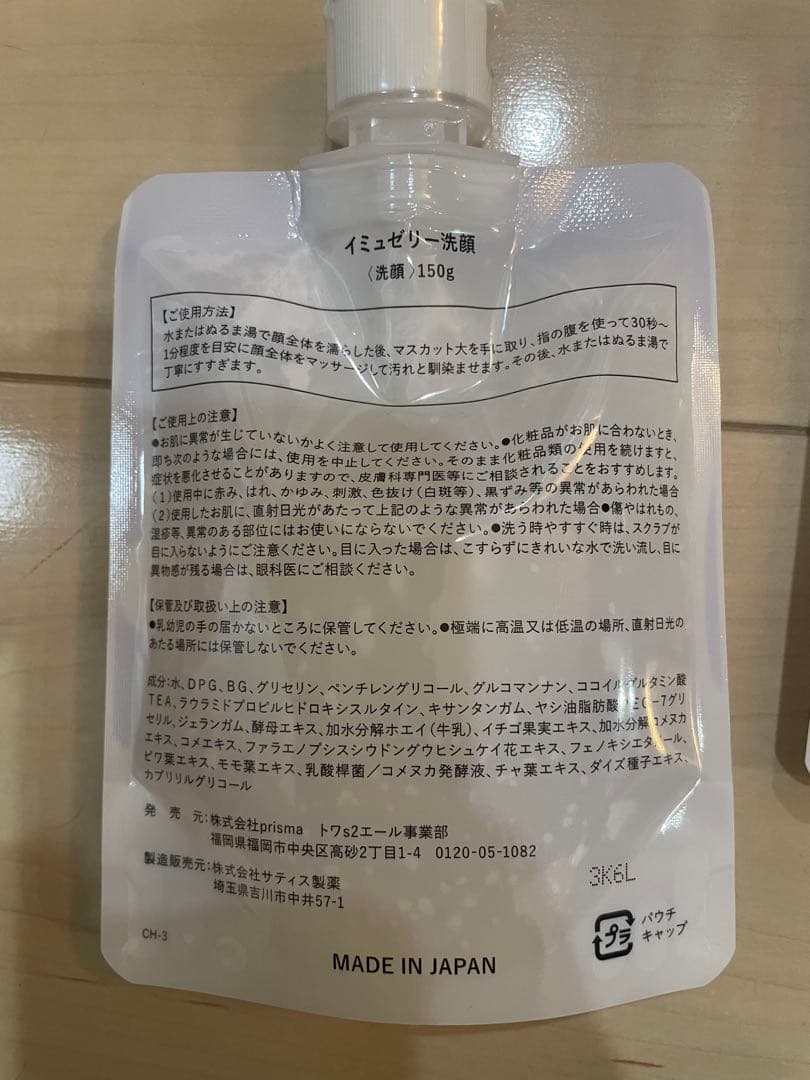 イミュゼリー洗顔
〈洗顔〉150g
【ご使用方法】
水またはぬるま湯で顔全体を濡らした後、マスカット大を手に取り、指の腹を使って30秒～
1分程度を目安に顔全体をマッサージして汚れと馴染ませます。その後、水またはぬるま湯で
丁寧にすすぎます。
【ご使用上の注意】
●お肌に異常が生じていないかよく注意して使用してください。●化粧品がお肌に合わないとき、
即ち次のような場合には、使用を中止してください。そのまま化粧品類の使用を続けますと、
症状を悪化させることがありますので、皮膚科専門医等にご相談されることをおすすめします。
(1)使用中に赤み、はれ、かゆみ、刺激、色抜け(白斑等)、黒ずみ等の異常があらわれた場合
(2)使用したお肌に、直射日光があたって上記のような異常があらわれた場合●傷やはれもの、
湿疹等、異常のある部位にはお使いにならないでください。●洗う時やすすぐ時は、スクラブが
目に入らないようにご注意ください。目に入った場合は、こすらずにきれいな水で洗い流し、目に
異物感が残る場合は、眼科医にご相談ください。
【保管及び取扱い上の注意】
●乳幼児の手の届かないところに保管してください。●極端に高温又は低温の場所、直射日光の
あたる場所には保管しないでください。
成分:水、DPG、BG、グリセリン、ペンチレングリコール、グルコマンナン、ココイルグルタミン酸
TEA、ラウラミドプロピルヒドロキシスルタイン、キサンタンガム、ヤシ油脂肪酸PEG-7グリ
セリル、ジェランガム、酵母エキス、加水分解ホエイ(牛乳)、イチゴ果実エキス、加水分解コメヌカ
エキス、コメエキス、ファラエノプシスシウドングウヒシュケイ花エキス、フェノキシエタノール、
ビワ葉エキス、モモ葉エキス、乳酸桿菌／コメヌカ発酵液、チャ葉エキス、ダイズ種子エキス、
カプリリルグリコール
発 売 元:株式会社prisma トワs2エール事業部
福岡県福岡市中央区高砂2丁目1-4 0120-05-1082
製造販売元:株式会社サティス製薬
埼玉県吉川市中井57-1
3K6L
プラ
パウチ
キャップ
CH-3
MADE IN JAPAN